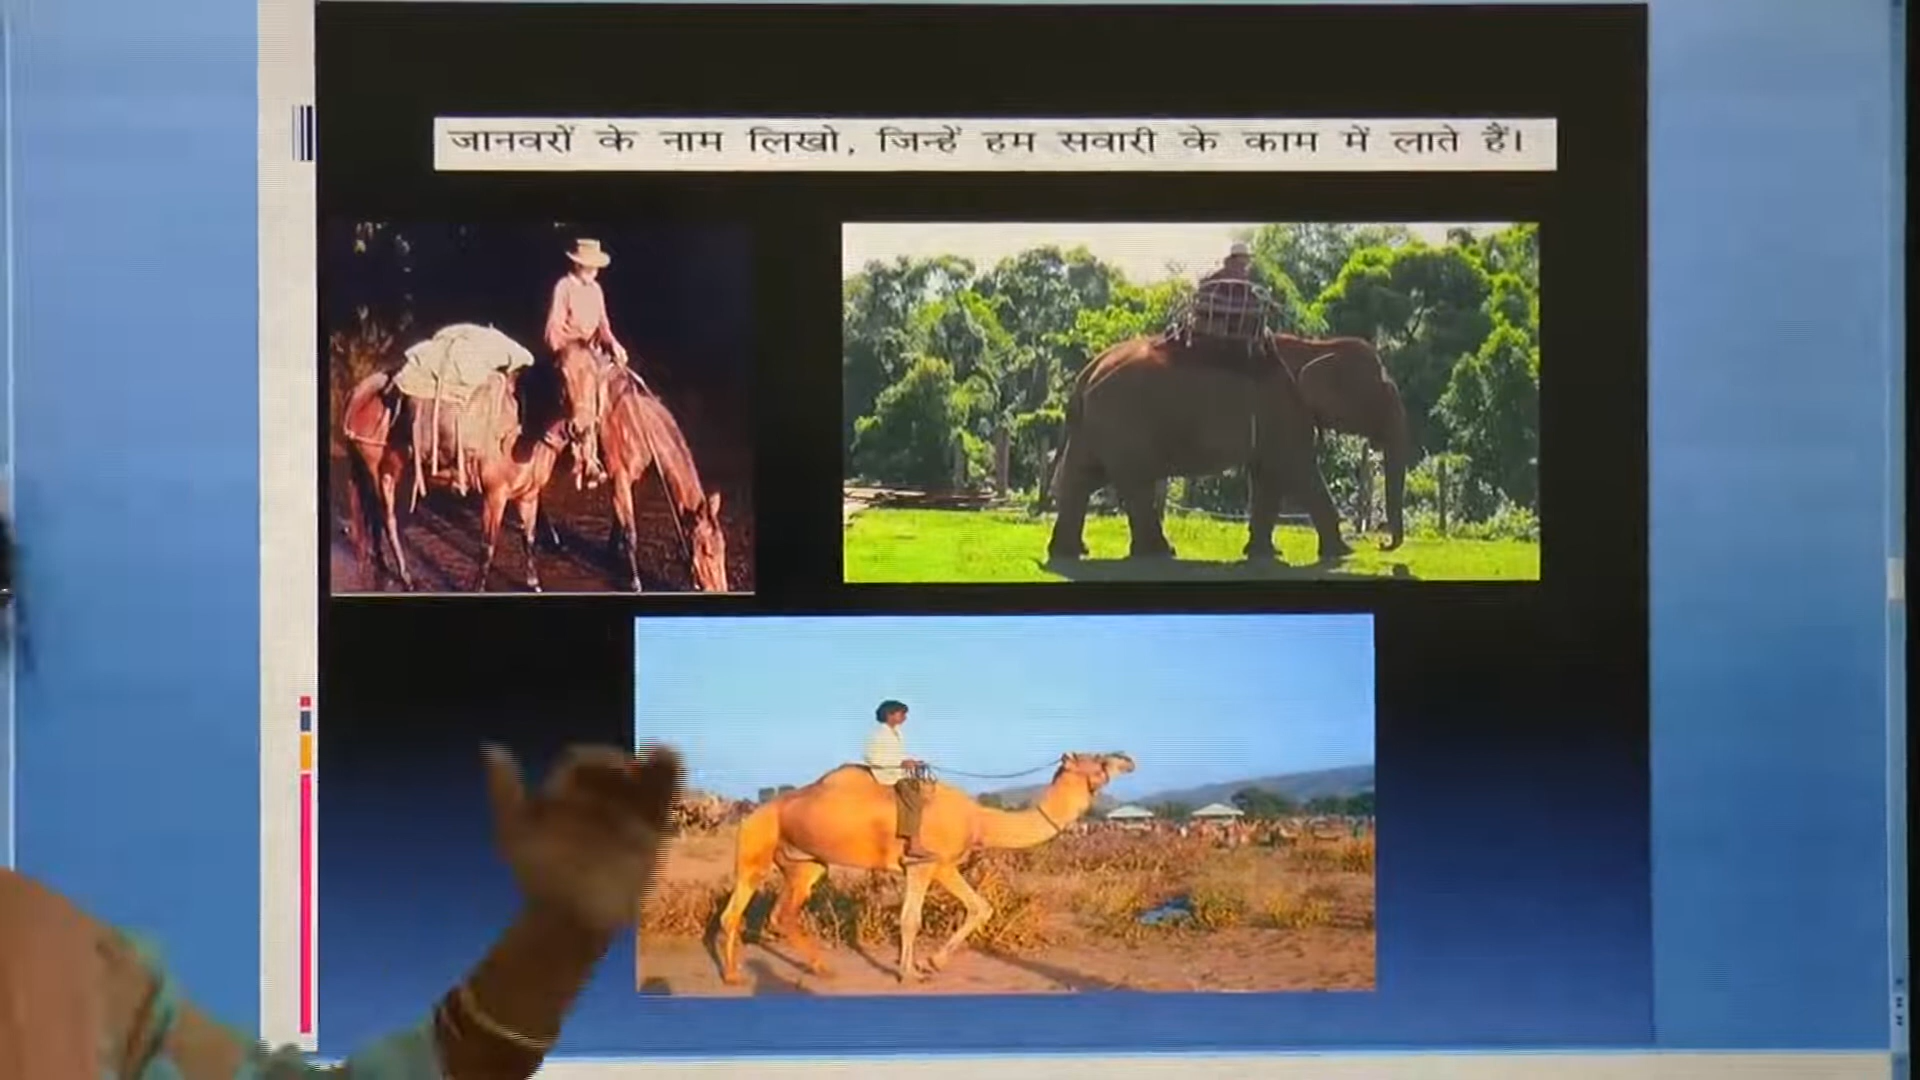 जानवरों के नाम लिखो, जिन्हें हम सवारी के काम में लाते हैं।